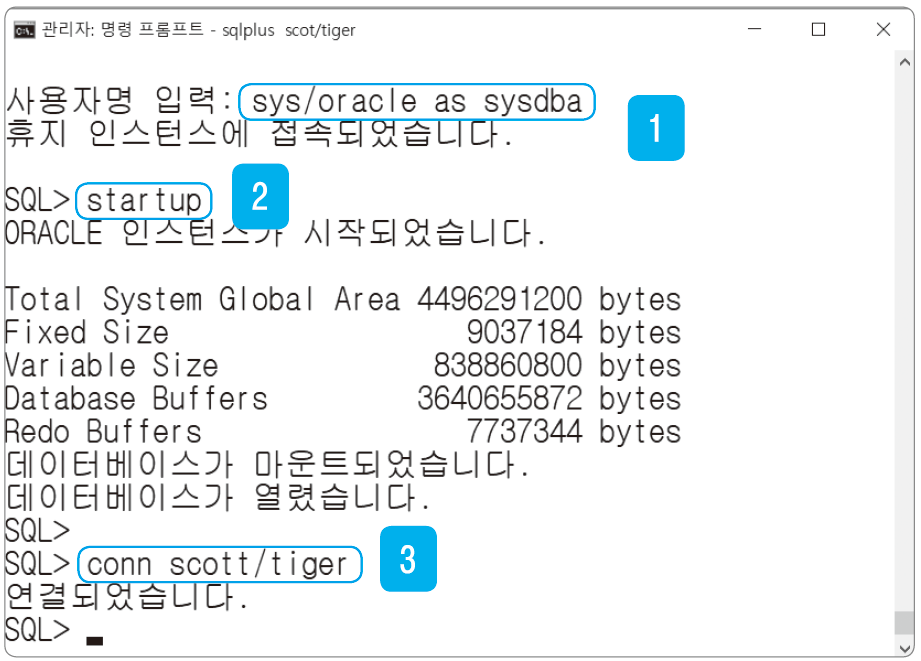 관리자: 명령 프롬프트 - sqlplus  scot/tiger
사용자명 입력: sys/oracle as sysdba
1
휴지 인스턴스에 접속되었습니다.
SQL> startup
2
ORACLE 인스턴스가 시작되었습니다.
Total System Global Area 4496291200 bytes
Fixed Size                  9037184 bytes
Variable Size             838860800 bytes
Database Buffers         3640655872 bytes
Redo Buffers                7737344 bytes
데이터베이스가 마운트되었습니다.
데이터베이스가 열렸습니다.
SQL>
SQL> conn scott/tiger
3
연결되었습니다.
SQL>